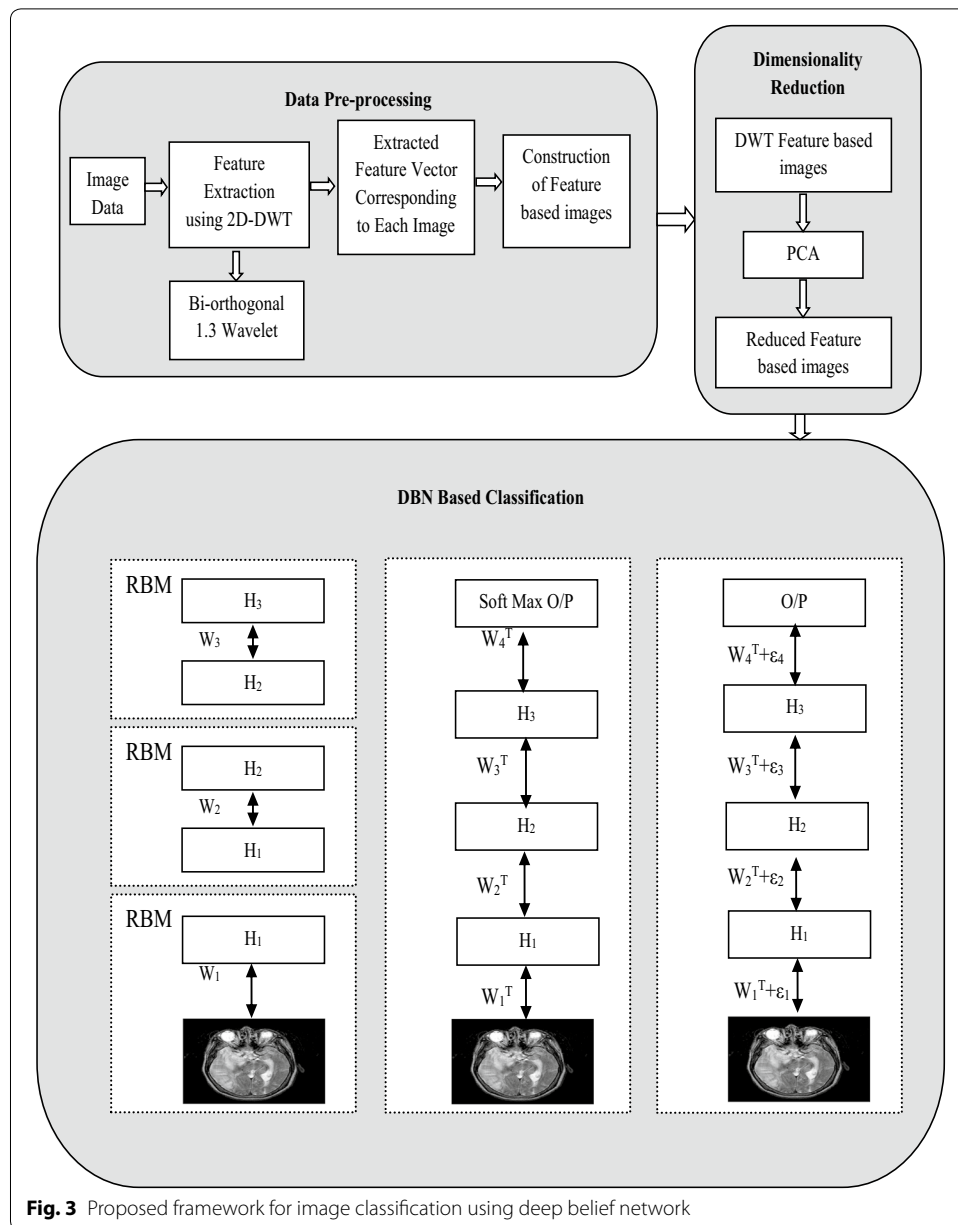 Data Pre-processing
Image
Data
Feature
Extraction
using 2D-DWT
Extracted
Feature Vector
Corresponding
to Each Image
Construction
of Feature
based images
Bi-orthogonal
1.3 Wavelet
Dimensionality
Reduction
DWT Feature based
images
PCA
Reduced Feature
based images
DBN Based Classification
RBM
H₃
W₃
H₂
RBM
H₂
W₂
H₁
RBM
H₁
W₁
Soft Max O/P
W₄ᵀ
H₃
W₃ᵀ
H₂
W₂ᵀ
H₁
W₁ᵀ
O/P
W₄ᵀ+ε₄
H₃
W₃ᵀ+ε₃
H₂
W₂ᵀ+ε₂
H₁
W₁ᵀ+ε₁
Fig. 3 Proposed framework for image classification using deep belief network